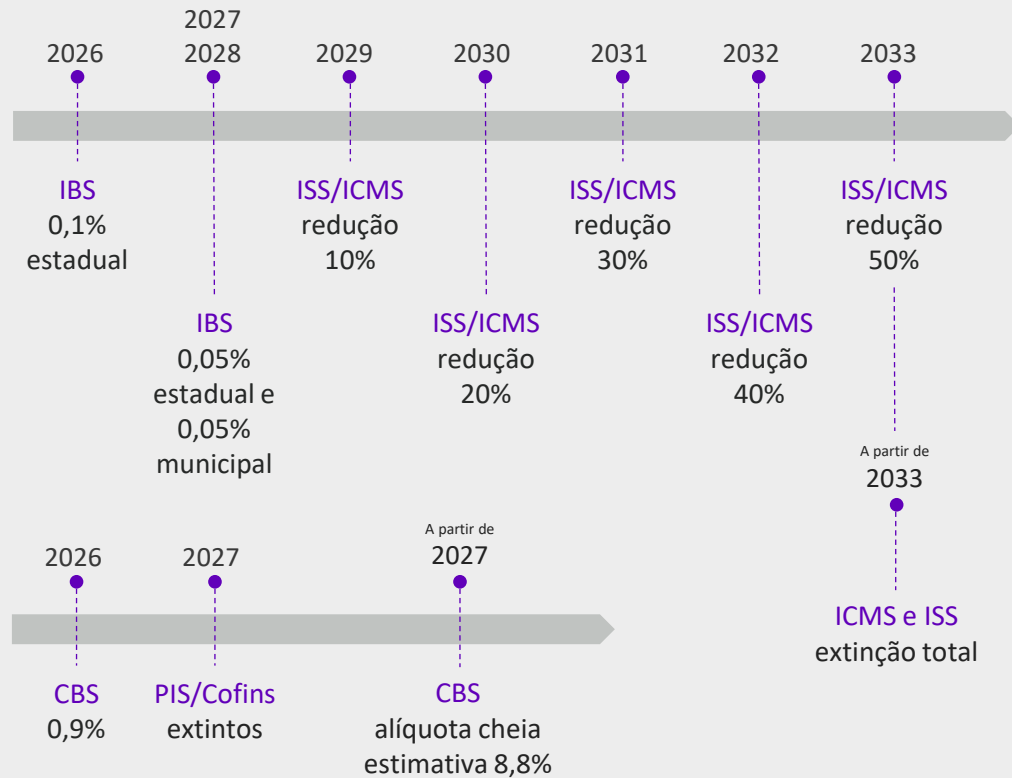 2026
2027
2028
2029
2030
2031
2032
2033
IBS
0,1%
estadual
IBS
0,05%
estadual e
0,05%
municipal
ISS/ICMS
redução
10%
ISS/ICMS
redução
20%
ISS/ICMS
redução
30%
ISS/ICMS
redução
40%
ISS/ICMS
redução
50%
A partir de
2033
ICMS e ISS
extinção total
2026
2027
A partir de
2027
CBS
0,9%
PIS/Cofins
extintos
CBS
alíquota cheia
estimativa 8,8%